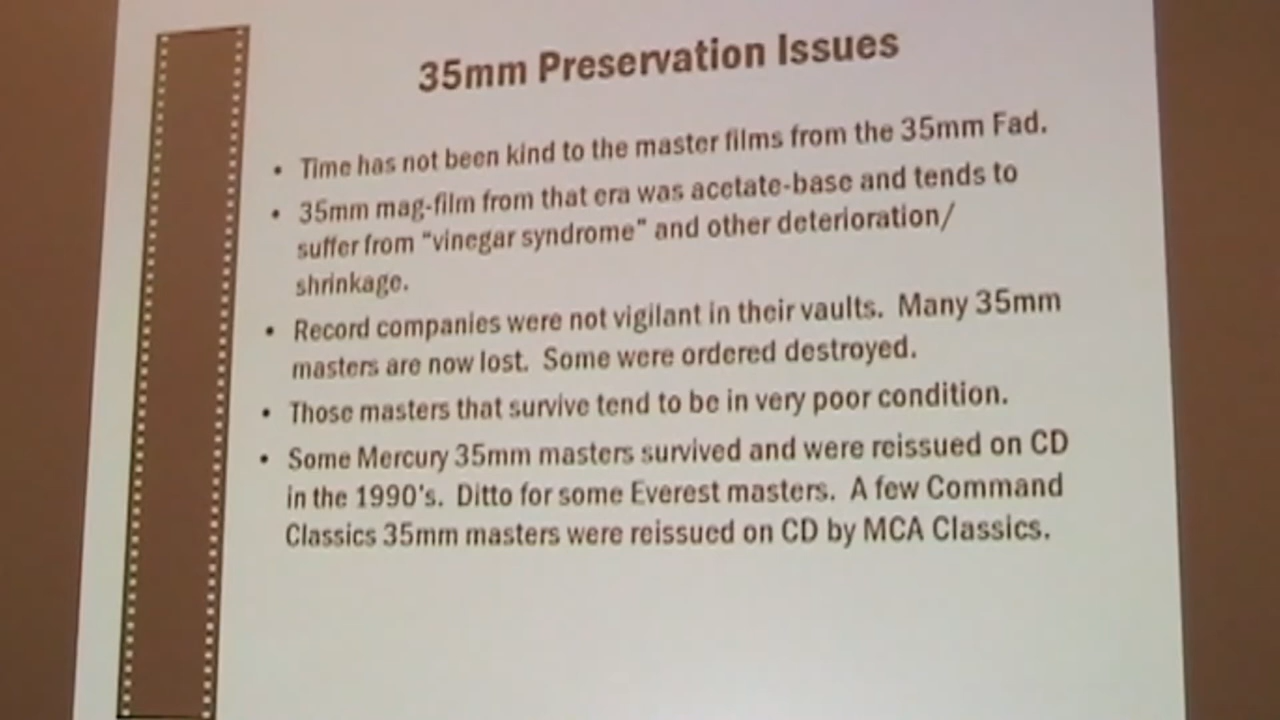 35mm Preservation Issues
• Time has not been kind to the master films from the 35mm Fad.
• 35mm mag-film from that era was acetate-base and tends to
suffer from “vinegar syndrome” and other deterioration/
shrinkage.
• Record companies were not vigilant in their vaults.  Many 35mm
masters are now lost.  Some were ordered destroyed.
• Those masters that survive tend to be in very poor condition.
• Some Mercury 35mm masters survived and were reissued on CD
in the 1990's.  Ditto for some Everest masters.  A few Command
Classics 35mm masters were reissued on CD by MCA Classics.